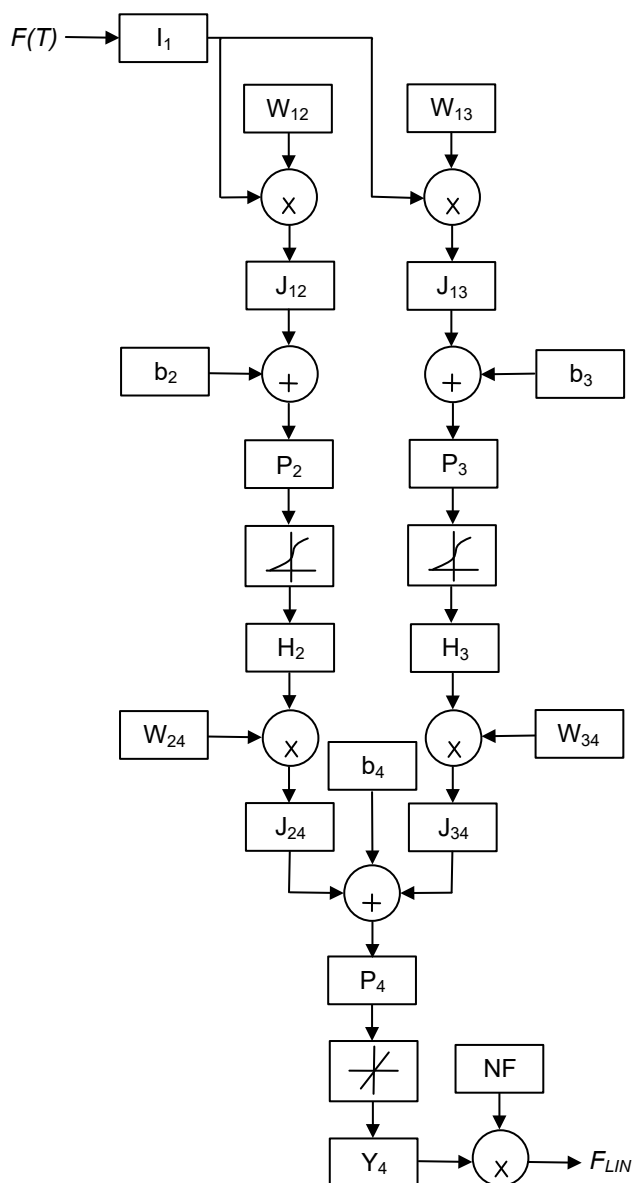 F(T) I₁
W₁₂ W₁₃
X X
J₁₂ J₁₃
b₂ + + b₃
P₂ P₃
H₂ H₃
W₂₄ X X W₃₄
b₄
J₂₄ J₃₄
+
P₄
NF
Y₄ X F_LIN